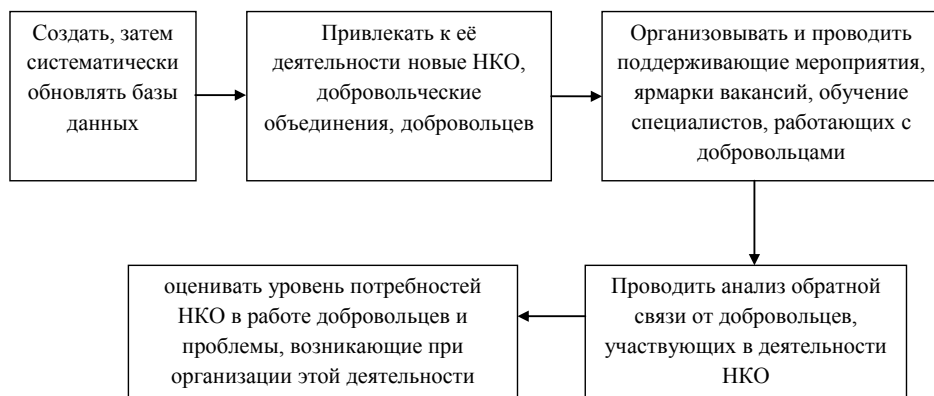 Создать, затем
систематически
обновлять базы
данных
Привлекать к её
деятельности новые НКО,
добровольческие
объединения, добровольцев
Организовывать и проводить
поддерживающие мероприятия,
ярмарки вакансий, обучение
специалистов, работающих с
добровольцами
Проводить анализ обратной
связи от добровольцев,
участвующих в деятельности
НКО
оценивать уровень потребностей
НКО в работе добровольцев и
проблемы, возникающие при
организации этой деятельности